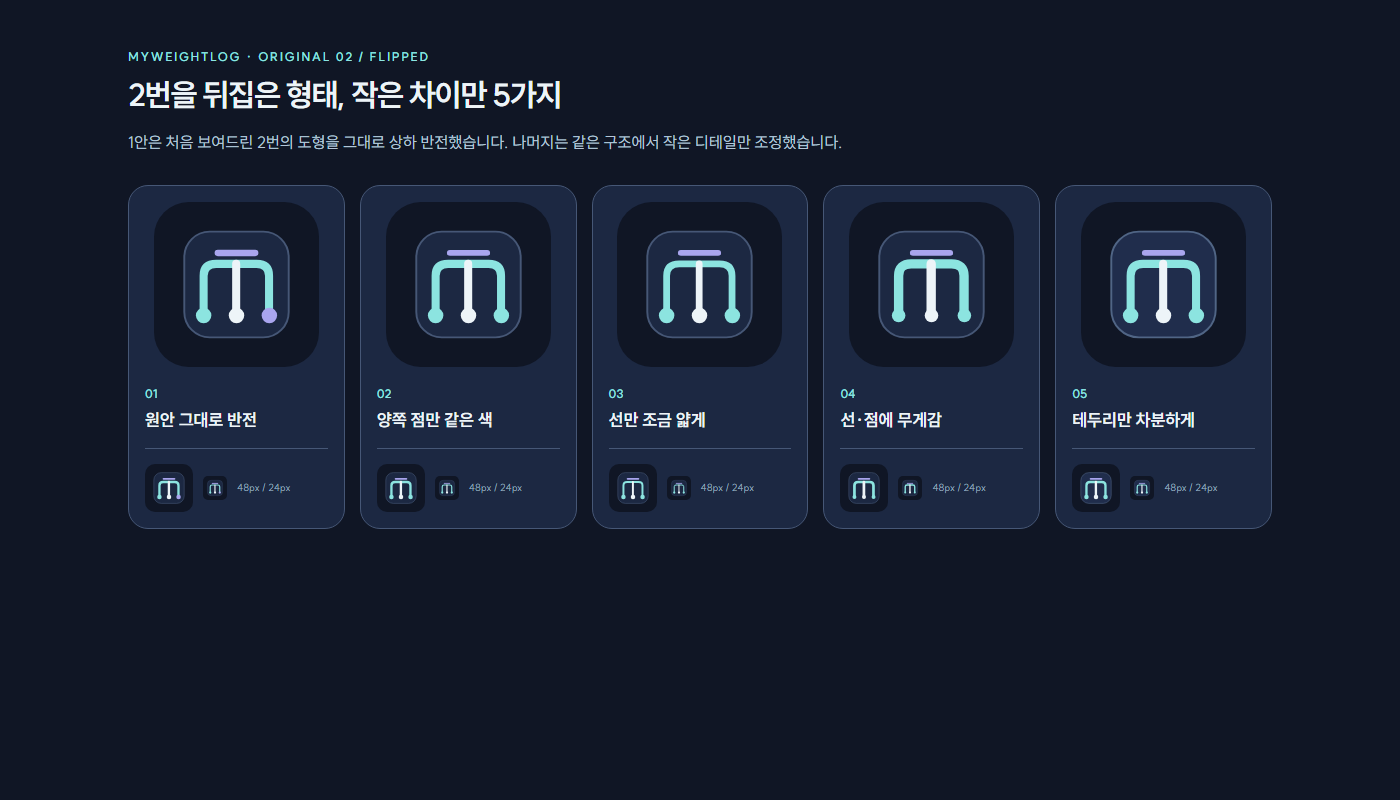 MYWEIGHTLOG · ORIGINAL 02 / FLIPPED
2번을 뒤집은 형태, 작은 차이만 5가지
1안은 처음 보여드린 2번의 도형을 그대로 상하 반전했습니다. 나머지는 같은 구조에서 작은 디테일만 조정했습니다.
01
원안 그대로 반전
48px / 24px
02
양쪽 점만 같은 색
48px / 24px
03
선만 조금 얇게
48px / 24px
04
선·점에 무게감
48px / 24px
05
테두리만 차분하게
48px / 24px